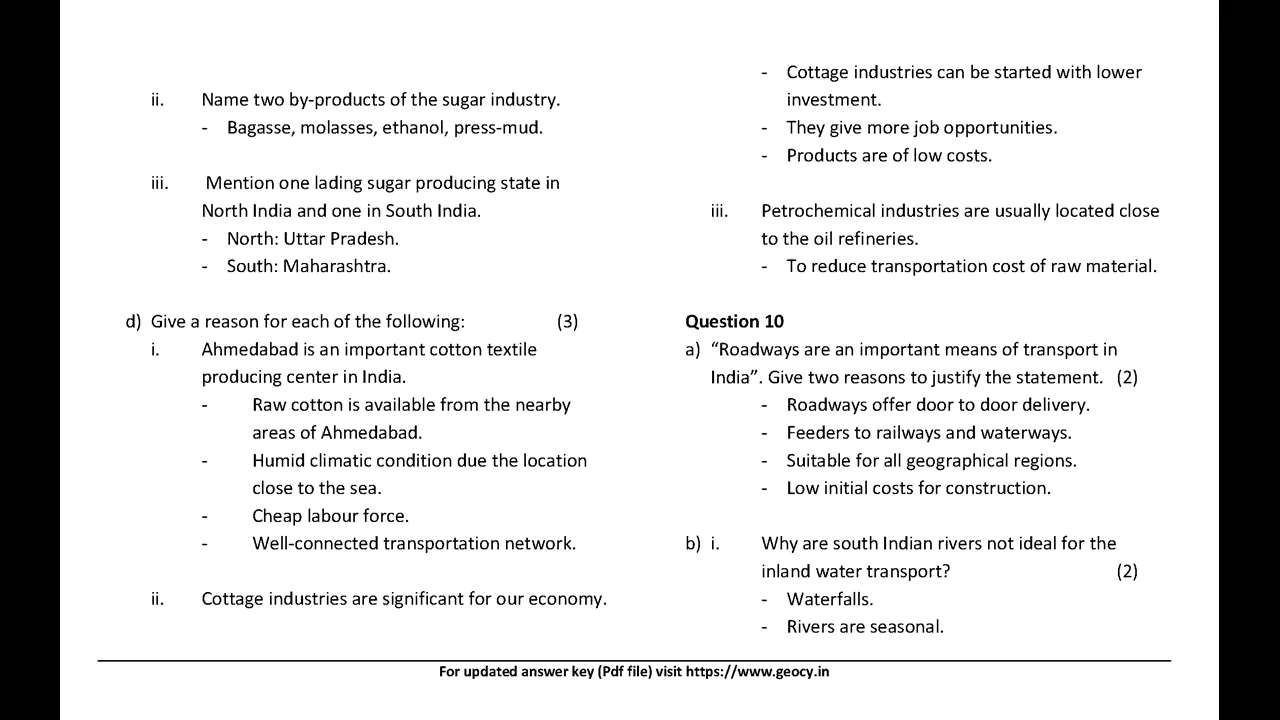 ii. Name two by-products of the sugar industry.
- Bagasse, molasses, ethanol, press-mud.
iii. Mention one lading sugar producing state in
North India and one in South India.
- North: Uttar Pradesh.
- South: Maharashtra.
d) Give a reason for each of the following: (3)
i. Ahmedabad is an important cotton textile
producing center in India.
- Raw cotton is available from the nearby
areas of Ahmedabad.
- Humid climatic condition due the location
close to the sea.
- Cheap labour force.
- Well-connected transportation network.
ii. Cottage industries are significant for our economy.
- Cottage industries can be started with lower
investment.
- They give more job opportunities.
- Products are of low costs.
iii. Petrochemical industries are usually located close
to the oil refineries.
- To reduce transportation cost of raw material.
Question 10
a) “Roadways are an important means of transport in
India”. Give two reasons to justify the statement. (2)
- Roadways offer door to door delivery.
- Feeders to railways and waterways.
- Suitable for all geographical regions.
- Low initial costs for construction.
b) i. Why are south Indian rivers not ideal for the
inland water transport? (2)
- Waterfalls.
- Rivers are seasonal.
For updated answer key (Pdf file) visit https://www.geocy.in